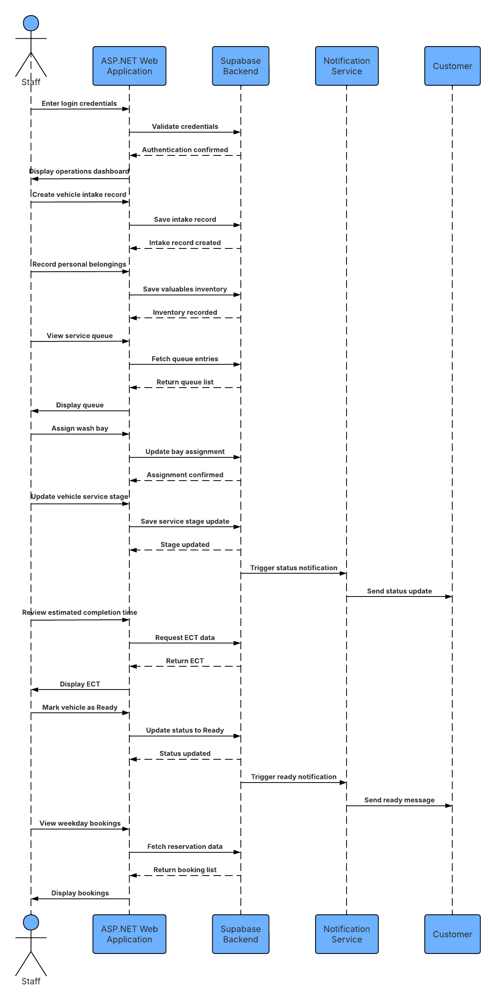 ASP.NET Web
Application
Supabase
Backend
Notification
Service
Customer
Staff
Enter login credentials
Validate credentials
Authentication confirmed
Display operations dashboard
Create vehicle intake record
Save intake record
Intake record created
Record personal belongings
Save valuables inventory
Inventory recorded
View service queue
Fetch queue entries
Return queue list
Display queue
Assign wash bay
Update bay assignment
Assignment confirmed
Update vehicle service stage
Save service stage update
Stage updated
Trigger status notification
Send status update
Review estimated completion time
Request ECT data
Return ECT
Display ECT
Mark vehicle as Ready
Update status to Ready
Status updated
Trigger ready notification
Send ready message
View weekday bookings
Fetch reservation data
Return booking list
Display bookings
ASP.NET Web
Application
Supabase
Backend
Notification
Service
Customer
Staff